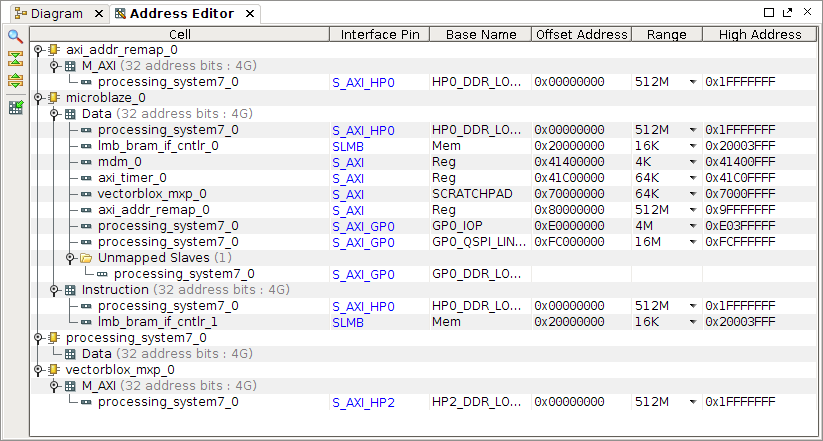 Diagram × Address Editor ×
Cell Interface Pin Base Name Offset Address Range High Address
axi_addr_remap_0
M_AXI (32 address bits : 4G)
processing_system7_0 S_AXI_HP0 HP0_DDR_LO... 0x00000000 512M 0x1FFFFFFF
microblaze_0
Data (32 address bits : 4G)
processing_system7_0 S_AXI_HP0 HP0_DDR_LO... 0x00000000 512M 0x1FFFFFFF
lmb_bram_if_cntlr_0 SLMB Mem 0x20000000 16K 0x20003FFF
mdm_0 S_AXI Reg 0x41400000 4K 0x41400FFF
axi_timer_0 S_AXI Reg 0x41C00000 64K 0x41C0FFFF
vectorblox_mxp_0 S_AXI SCRATCHPAD 0x70000000 64K 0x7000FFFF
axi_addr_remap_0 S_AXI Reg 0x80000000 512M 0x9FFFFFFF
processing_system7_0 S_AXI_GP0 GP0_IOP 0xE0000000 4M 0xE03FFFFF
processing_system7_0 S_AXI_GP0 GP0_QSPI_LIN... 0xFC000000 16M 0xFCFFFFFF
Unmapped Slaves (1)
processing_system7_0 S_AXI_GP0 GP0_DDR_LO...
Instruction (32 address bits : 4G)
processing_system7_0 S_AXI_HP0 HP0_DDR_LO... 0x00000000 512M 0x1FFFFFFF
lmb_bram_if_cntlr_1 SLMB Mem 0x20000000 16K 0x20003FFF
processing_system7_0
Data (32 address bits : 4G)
vectorblox_mxp_0
M_AXI (32 address bits : 4G)
processing_system7_0 S_AXI_HP2 HP2_DDR_LO... 0x00000000 512M 0x1FFFFFFF